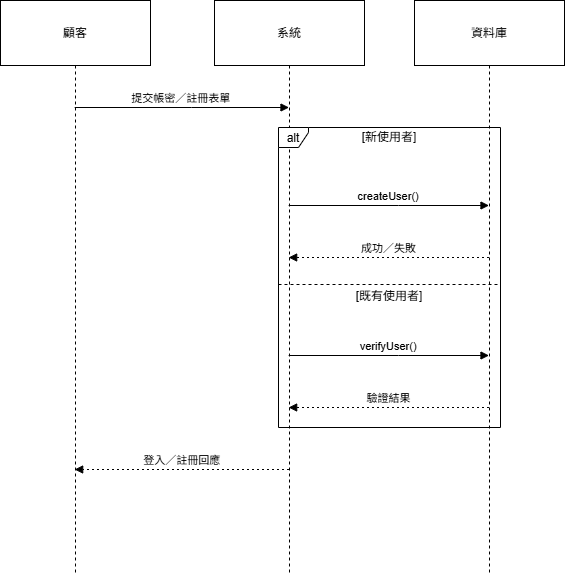 顧客
系統
資料庫
提交帳密／註冊表單
alt
[新使用者]
createUser()
成功／失敗
[既有使用者]
verifyUser()
驗證結果
登入／註冊回應